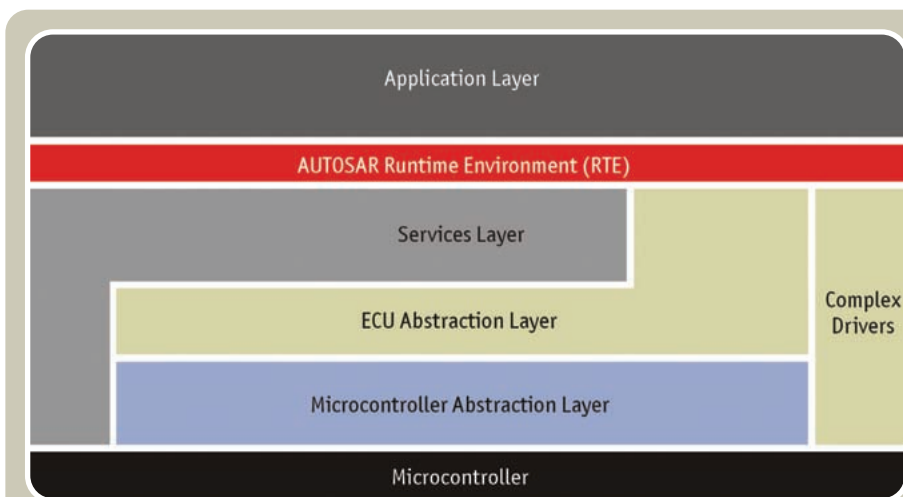 Application Layer
AUTOSAR Runtime Environment (RTE)
Services Layer
ECU Abstraction Layer
Complex
Drivers
Microcontroller Abstraction Layer
Microcontroller